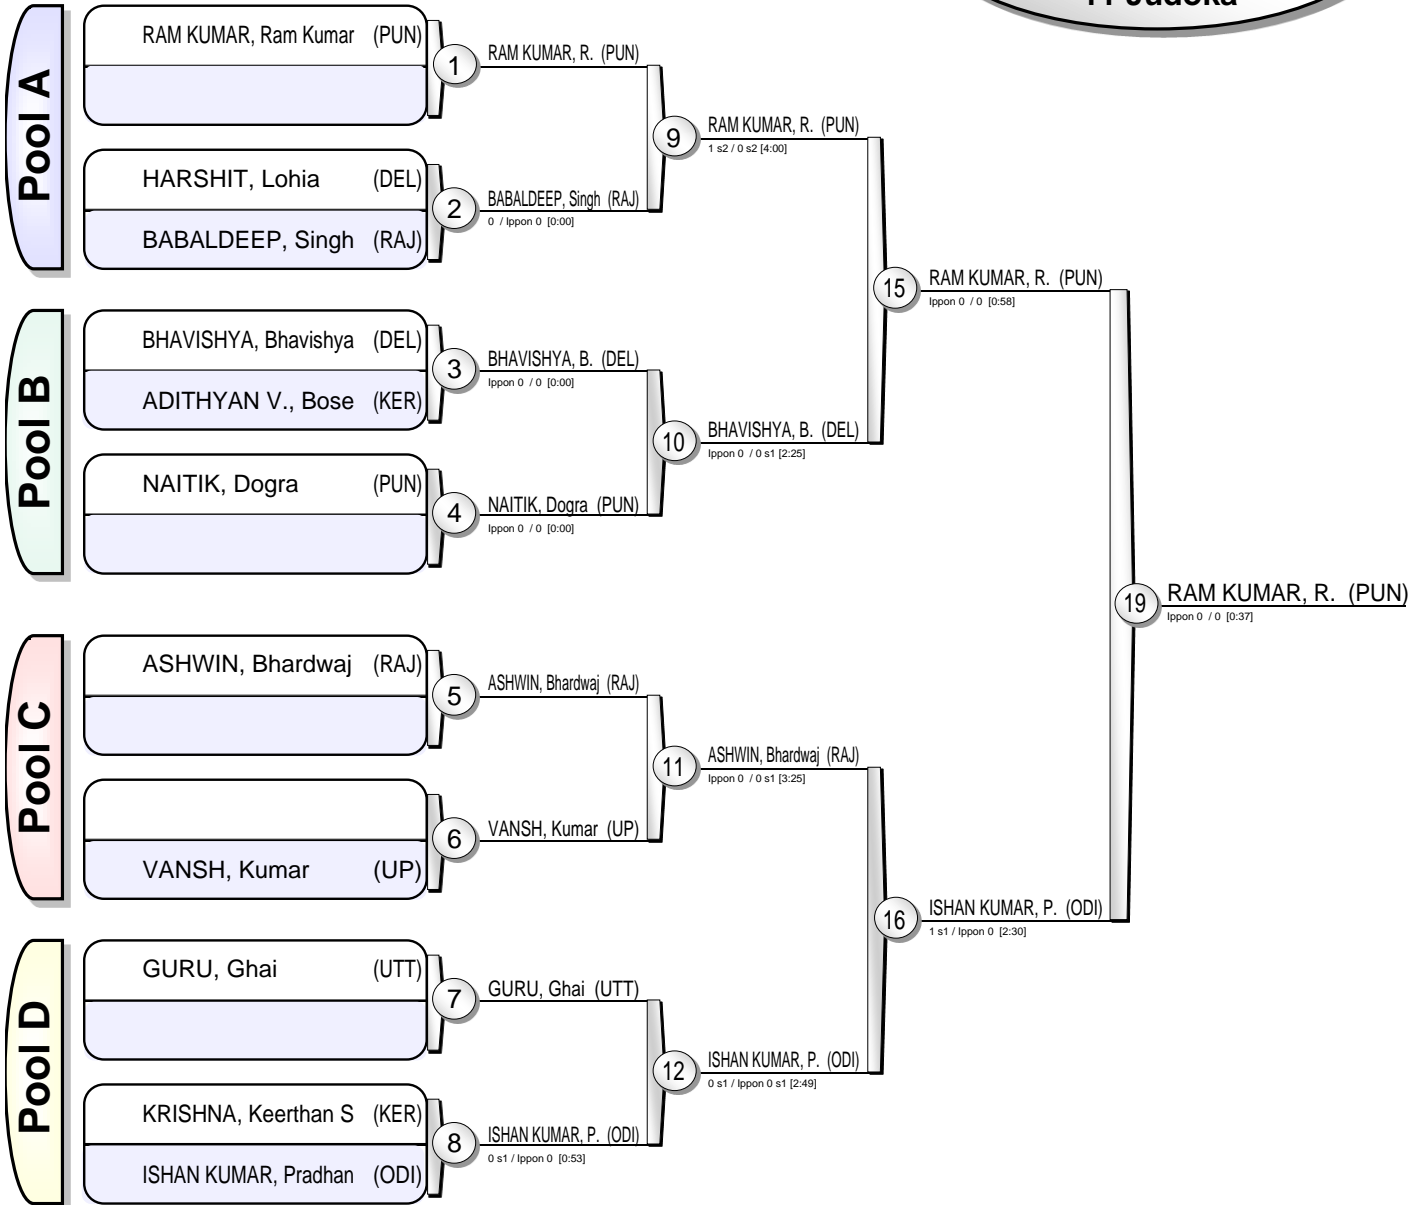 11 Judoka
Pool A
RAM KUMAR, Ram Kumar (PUN)
HARSHIT, Lohia (DEL)
BABALDEEP, Singh (RAJ)
1
RAM KUMAR, R. (PUN)
2
BABALDEEP, Singh (RAJ)
0 / Ippon 0 [0:00]
9
RAM KUMAR, R. (PUN)
1 s2 / 0 s2 [4:00]
Pool B
BHAVISHYA, Bhavishya (DEL)
ADITHYAN V., Bose (KER)
NAITIK, Dogra (PUN)
3
BHAVISHYA, B. (DEL)
Ippon 0 / 0 [0:00]
4
NAITIK, Dogra (PUN)
Ippon 0 / 0 [0:00]
10
BHAVISHYA, B. (DEL)
Ippon 0 / 0 s1 [2:25]
15
RAM KUMAR, R. (PUN)
Ippon 0 / 0 [0:58]
Pool C
ASHWIN, Bhardwaj (RAJ)
VANSH, Kumar (UP)
5
ASHWIN, Bhardwaj (RAJ)
6
VANSH, Kumar (UP)
11
ASHWIN, Bhardwaj (RAJ)
Ippon 0 / 0 s1 [3:25]
Pool D
GURU, Ghai (UTT)
KRISHNA, Keerthan S (KER)
ISHAN KUMAR, Pradhan (ODI)
7
GURU, Ghai (UTT)
8
ISHAN KUMAR, P. (ODI)
0 s1 / Ippon 0 [0:53]
12
ISHAN KUMAR, P. (ODI)
0 s1 / Ippon 0 s1 [2:49]
16
ISHAN KUMAR, P. (ODI)
1 s1 / Ippon 0 [2:30]
19
RAM KUMAR, R. (PUN)
Ippon 0 / 0 [0:37]